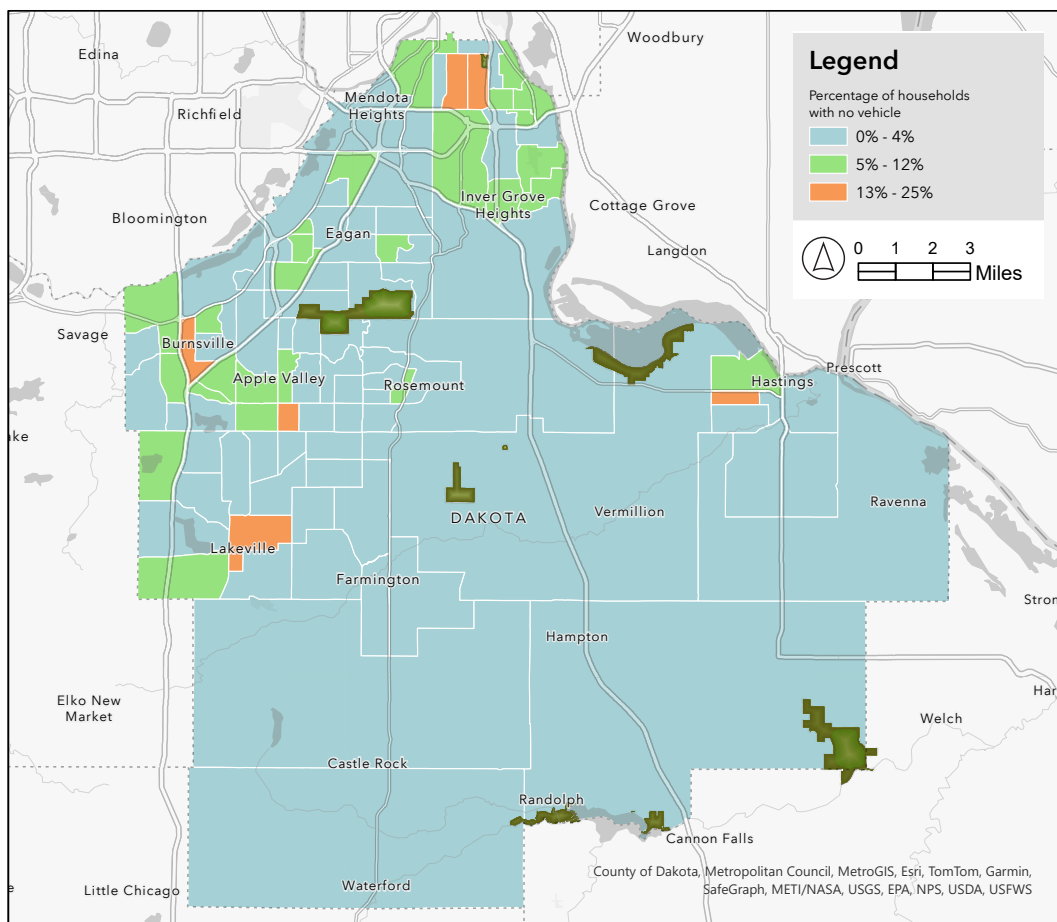 Edina
Woodbury
Richfield
Mendota
Heights
Bloomington
Inver Grove
Heights
Cottage Grove
Eagan
Langdon
Savage
Burnsville
Apple Valley
Rosemount
Hastings
Prescott
ake
DAKOTA
Vermillion
Ravenna
Lakeville
Farmington
Strom
Hampton
Elko New
Market
Welch
Har
Castle Rock
Randolph
Cannon Falls
Little Chicago
Waterford
Legend
Percentage of households
with no vehicle
0% - 4%
5% - 12%
13% - 25%
0 1 2 3
Miles
County of Dakota, Metropolitan Council, MetroGIS, Esri, TomTom, Garmin,
SafeGraph, METI/NASA, USGS, EPA, NPS, USDA, USFWS